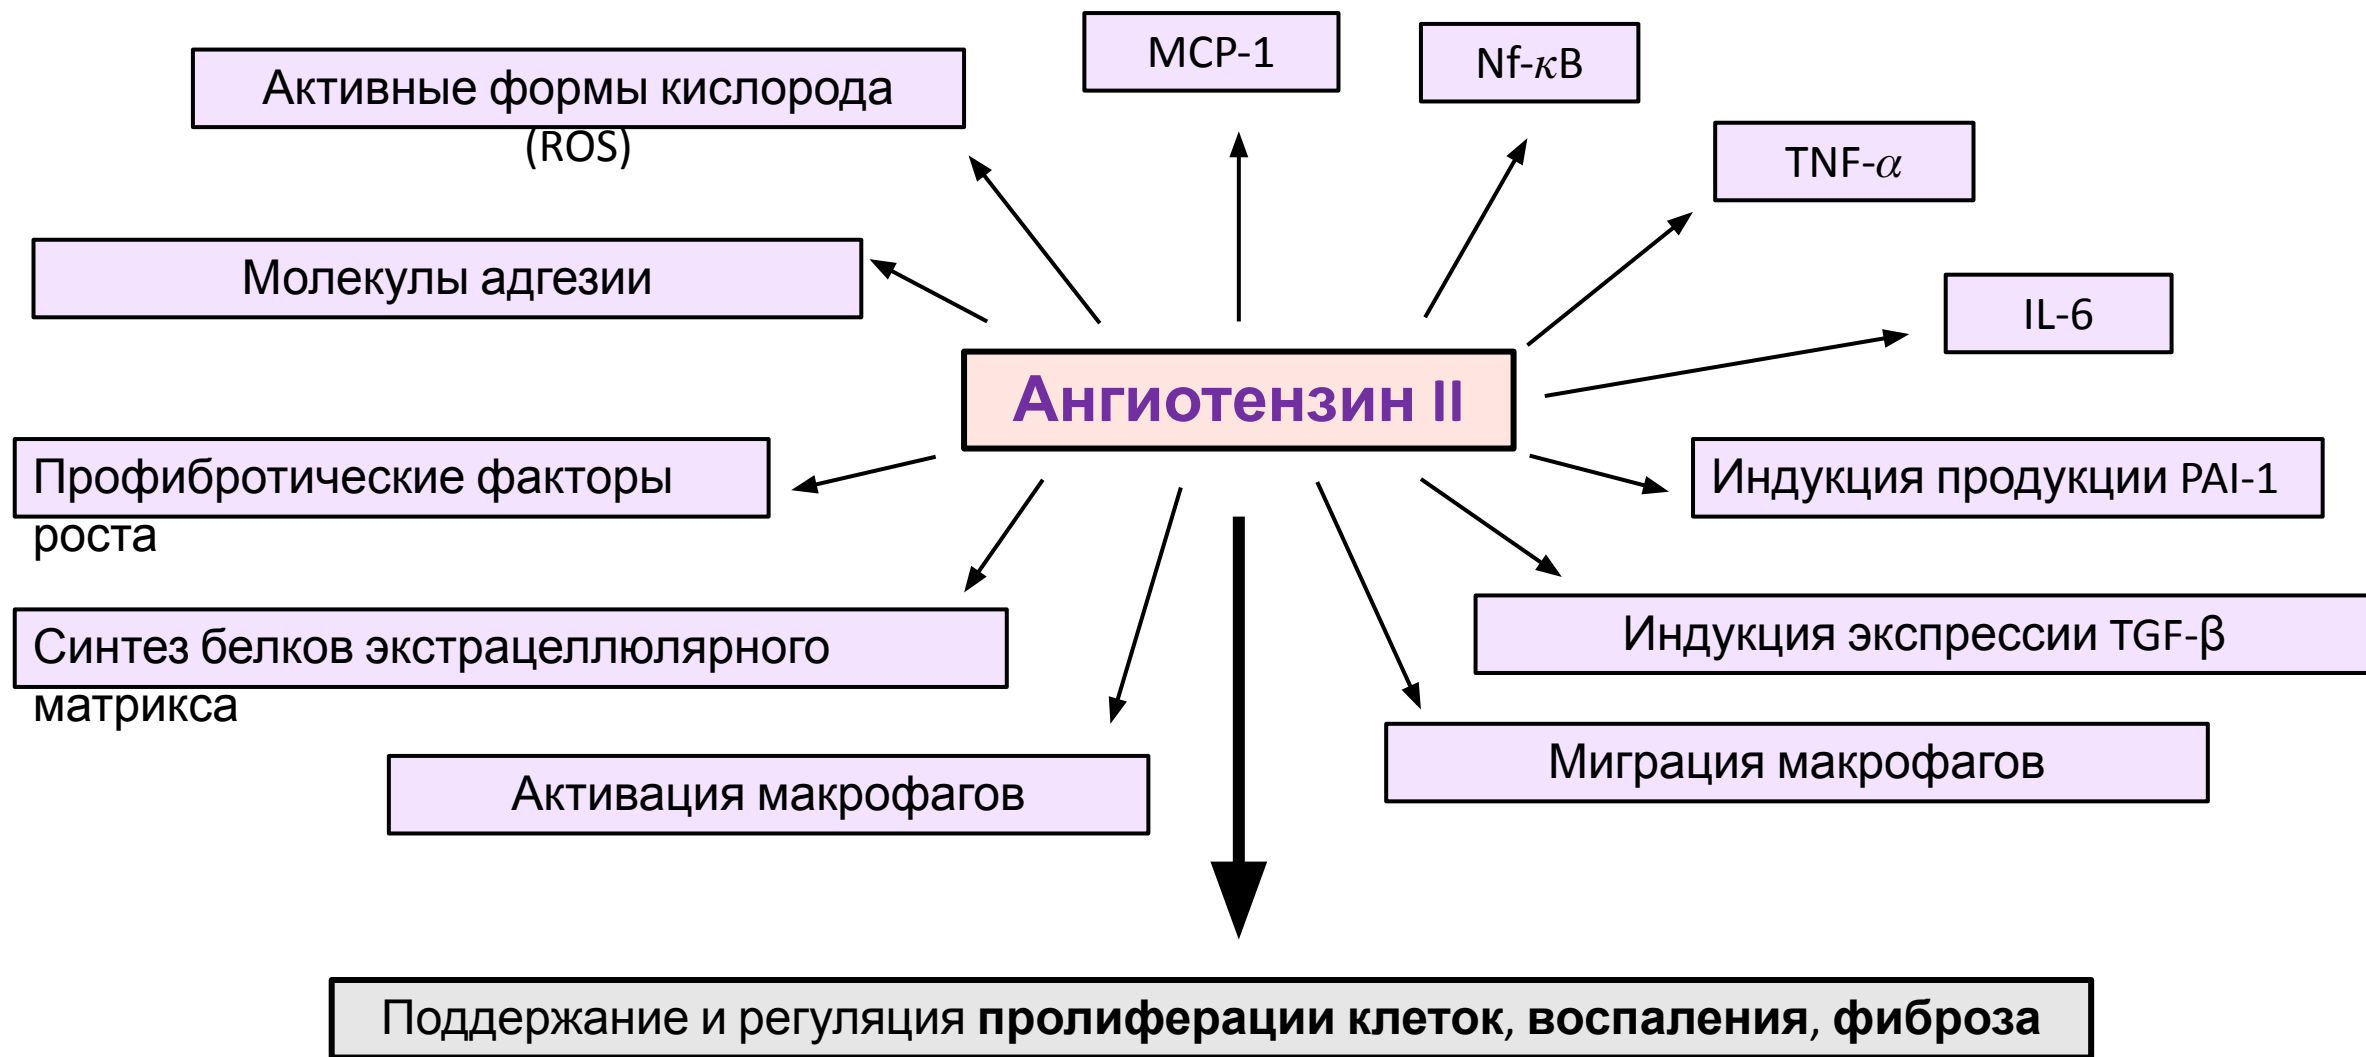 MCP-1
Nf-κB
Активные формы кислорода
(ROS)
TNF-α
Молекулы адгезии
IL-6
Ангиотензин II
Профибротические факторы
роста
Индукция продукции PAI-1
Синтез белков экстрацеллюлярного
матрикса
Индукция экспрессии TGF-β
Миграция макрофагов
Активация макрофагов
Поддержание и регуляция пролиферации клеток, воспаления, фиброза